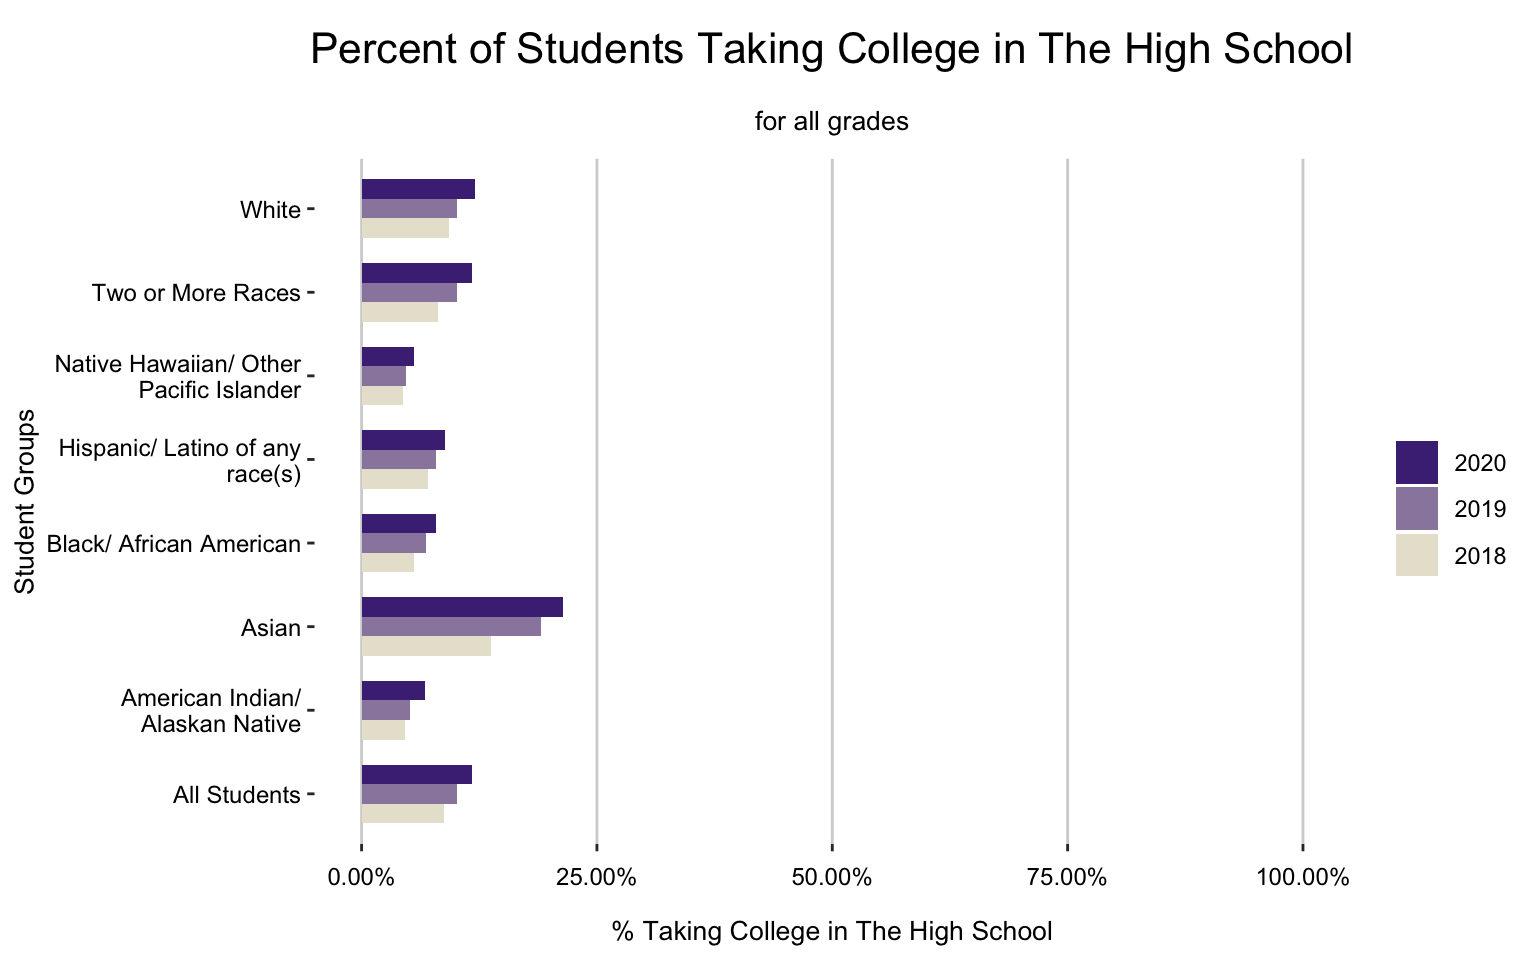 Percent of Students Taking College in The High School
for all grades
Student Groups
White
Two or More Races
Native Hawaiian/ Other
Pacific Islander
Hispanic/ Latino of any
race(s)
Black/ African American
Asian
American Indian/
Alaskan Native
All Students
0.00% 25.00% 50.00% 75.00% 100.00%
% Taking College in The High School
2020
2019
2018